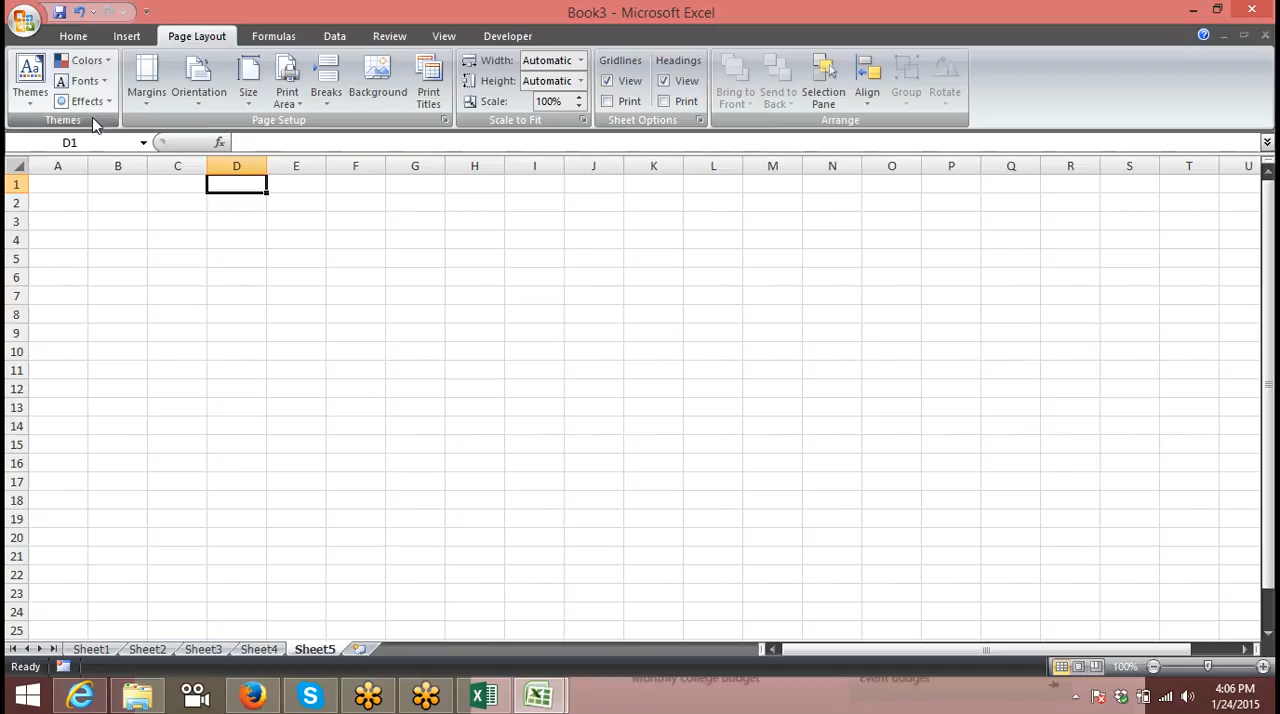 Book3 - Microsoft Excel
Home Insert Page Layout Formulas Data Review View Developer
Themes Colors Fonts Effects
Margins Orientation Size Print Area Breaks Background Print Titles
Width: Automatic
Height: Automatic
Scale: 100%
Gridlines Headings
View View
Print Print
Bring to Front Send to Back Selection Pane Align Group Rotate
Themes Page Setup Scale to Fit Sheet Options Arrange
D1 fx
A B C D E F G H I J K L M N O P Q R S T U
1
2
3
4
5
6
7
8
9
10
11
12
13
14
15
16
17
18
19
20
21
22
23
24
25
Sheet1 Sheet2 Sheet3 Sheet4 Sheet5
Ready 100%
Monthly college budget Event budget
4:06 PM
1/24/2015